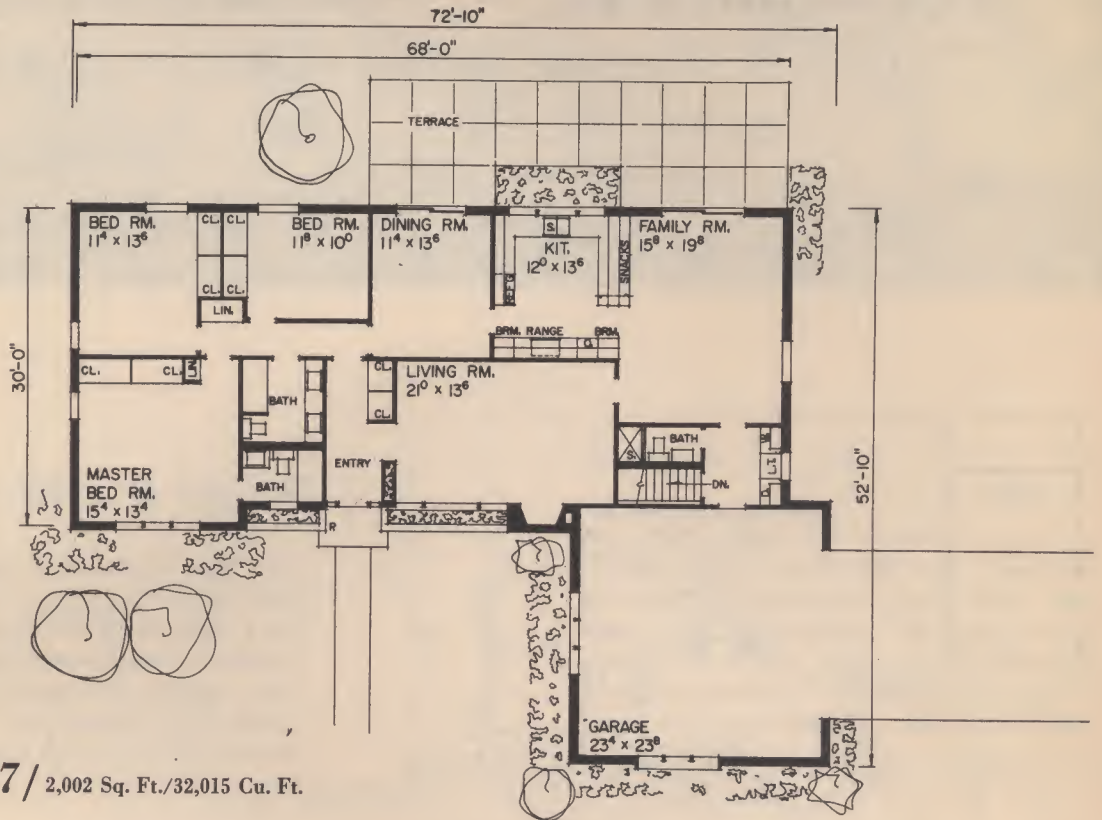 72'-10"
68'-0"
TERRACE
BED RM.
11⁴ x 13⁶
CL. CL.
BED RM.
11⁸ x 10⁰
DINING RM.
11⁴ x 13⁶
S.
KIT.
12⁰ x 13⁶
SNACKS
FAMILY RM.
15⁸ x 19⁸
REF'G
CL. CL.
LIN.
BRM. RANGE O. BRM.
30'-0"
CL. CL. LIN.
BATH
CL.
CL.
LIVING RM.
21⁰ x 13⁶
S. BATH
W.
L.T.
D.
DN.
MASTER
BED RM.
15⁴ x 13⁴
BATH
ENTRY
R
52'-10"
GARAGE
23⁴ x 23⁸
7/ 2,002 Sq. Ft./32,015 Cu. Ft.